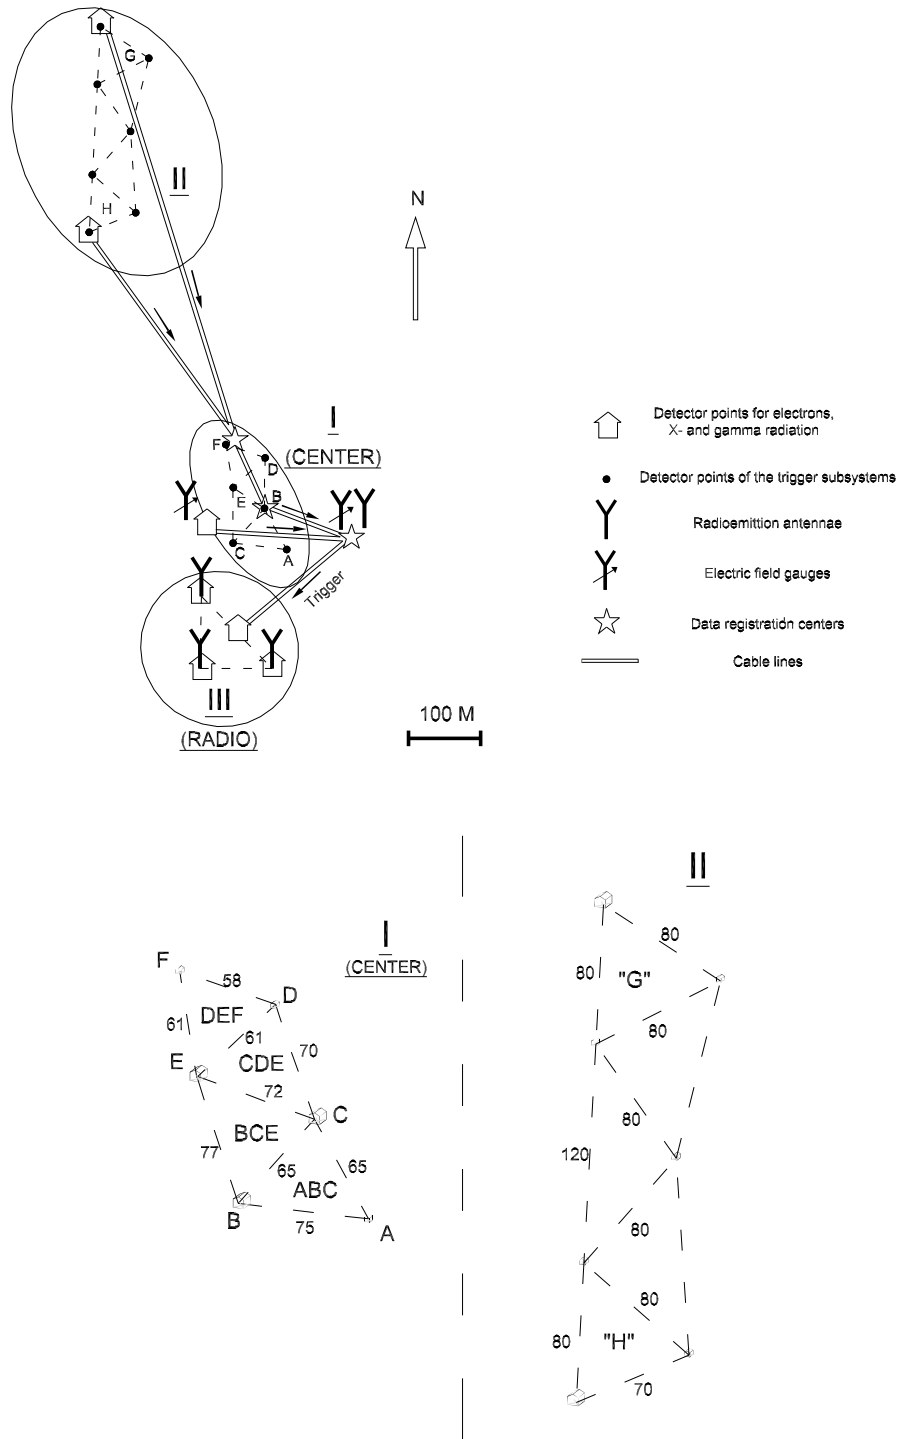 G
II
H
N
I
(CENTER)
F
D
E
B
C
A
Trigger
III
(RADIO)
100 M
Detector points for electrons,
X- and gamma radiation
Detector points of the trigger subsystems
Radioemittion antennae
Electric field gauges
Data registration centers
Cable lines
I
(CENTER)
F
58
D
DEF
61
61
70
E
CDE
72
C
BCE
77
65
65
ABC
B
75
A
II
80
80
"G"
80
80
120
80
80
80
"H"
70